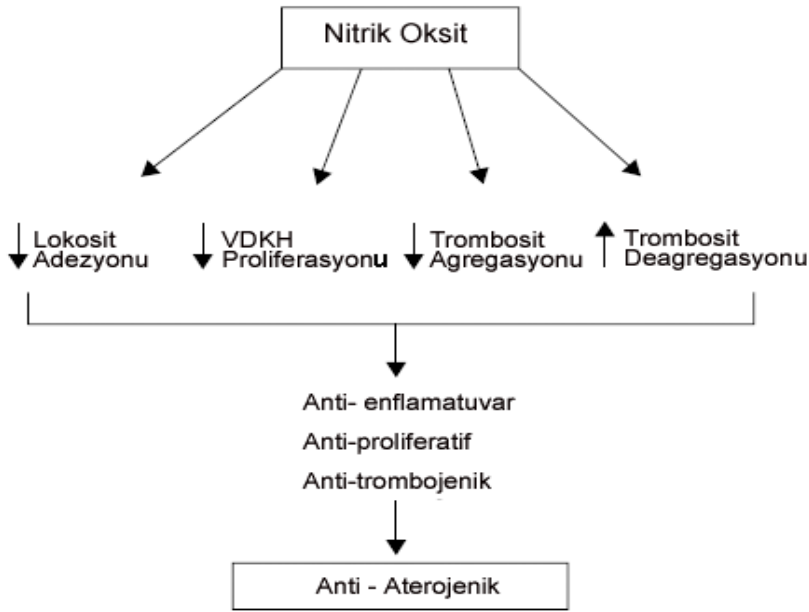 Nitrik Oksit
Lokosit
Adezyonu
VDKH
Proliferasyonu
Trombosit
Agregasyonu
Trombosit
Deagregasyonu
Anti- enflamatuvar
Anti-proliferatif
Anti-trombojenik
Anti - Aterojenik